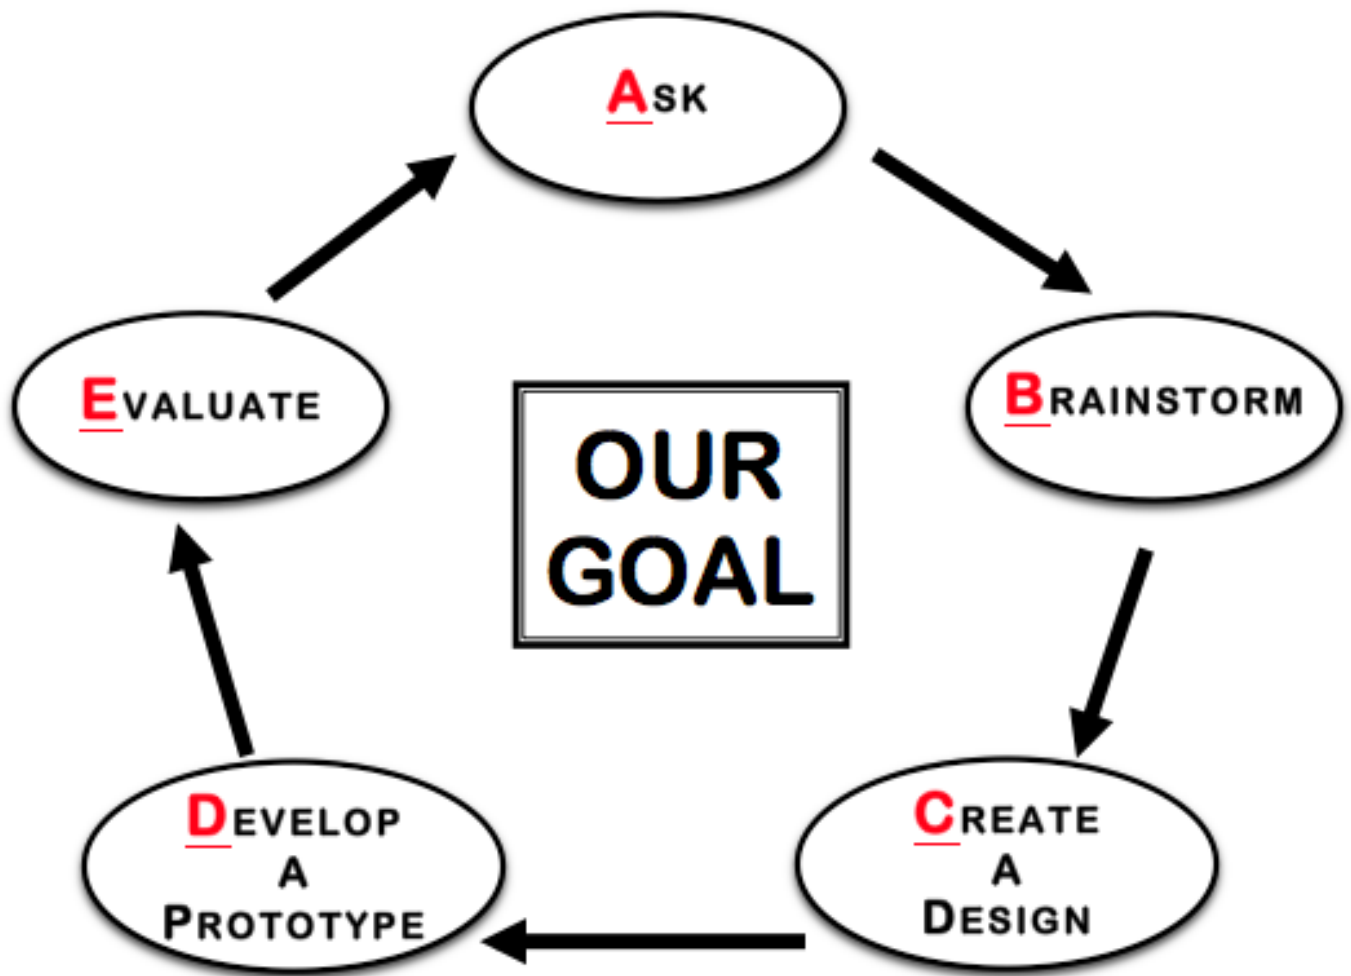 Ask
Brainstorm
Create
a
Design
Develop
a
Prototype
Evaluate
OUR
GOAL